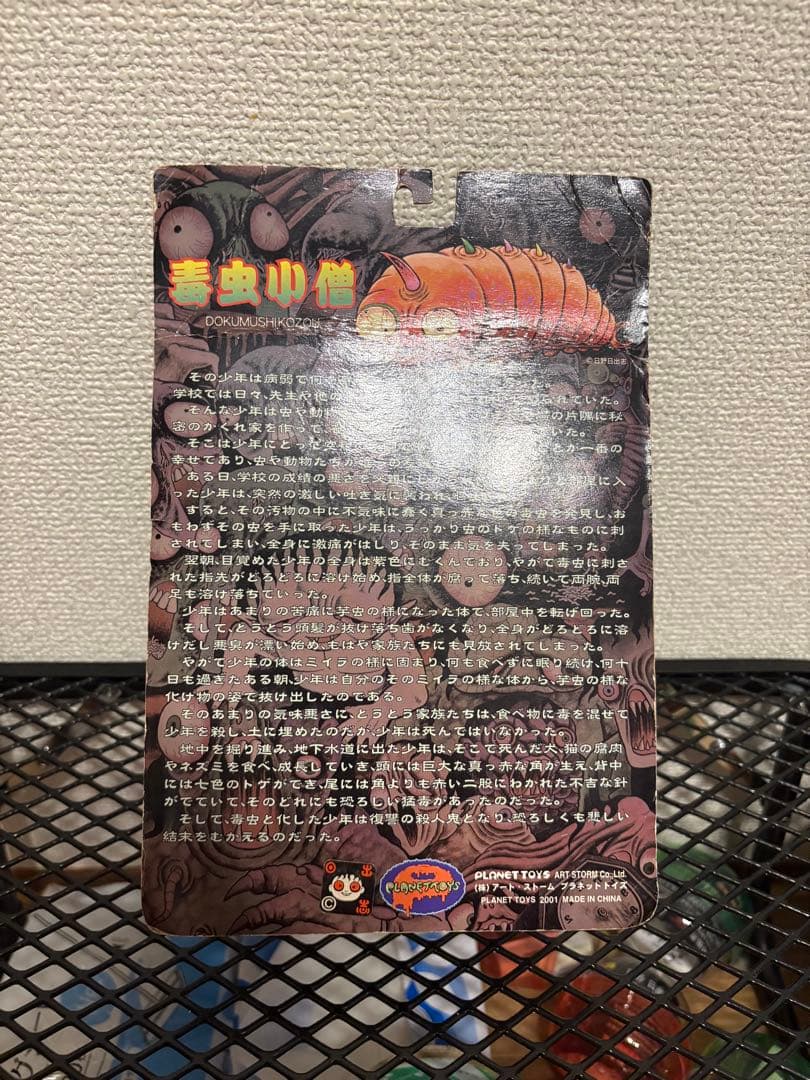 毒虫小僧
DOKUMUSHIKOZOU
©日野日出志
その少年は病弱で何
学校では日々、先生や他の られていた。
そんな少年は虫や動物 の片隅に秘
密のかくれ家を作って、 いた。
そこは少年にとって 一番の
幸せであり、虫や動物たち
ある日、学校の成績の悪さを父親に 部屋に入
った少年は、突然の激しい吐き気に襲われ、
すると、その汚物の中に不気味に蠢く真っ赤な色の毒虫を発見し、お
もわずその虫を手に取った少年は、うっかり虫のトゲの様なものに刺
されてしまい、全身に激痛がはしり、そのまま気を失ってしまった。
翌朝、目覚めた少年の全身は紫色にむくんでおり、やがて毒虫に刺さ
れた指先がどろどろに溶け始め、指全体が腐って落ち、続いて両腕、両
足も溶け落ちていった。
少年はあまりの苦痛に芋虫の様になった体で、部屋中を転げ回った。
そして、とうとう頭髪が抜け落ち歯がなくなり、全身がどろどろに溶
けだし悪臭が漂い始め、もはや家族たちにも見放されてしまった。
やがて少年の体はミイラの様に固まり、何も食べずに眠り続け、何十
日も過ぎたある朝、少年は自分のそのミイラの様な体から、芋虫の様な
化け物の姿で抜け出したのである。
そのあまりの気味悪さに、とうとう家族たちは、食べ物に毒を混ぜて
少年を殺し、土に埋めたのだが、少年は死んではいなかった。
地中を掘り進み、地下水道に出た少年は、そこで死んだ犬、猫の腐肉
やネズミを食べ、成長していき、頭には巨大な真っ赤な角が生え、背中
には七色のトゲができ、尾には角よりも赤い二股にわかれた不吉な針
がでていて、そのどれにも恐ろしい猛毒があったのだった。
そして、毒虫と化した少年は復讐の殺人鬼となり、恐ろしくも悲しい
結末をむかえるのだった。
PLANET TOYS
PLANET TOYS ART STORM Co., Ltd.
(株)アート・ストーム プラネットトイズ
PLANET TOYS 2001 MADE IN CHINA